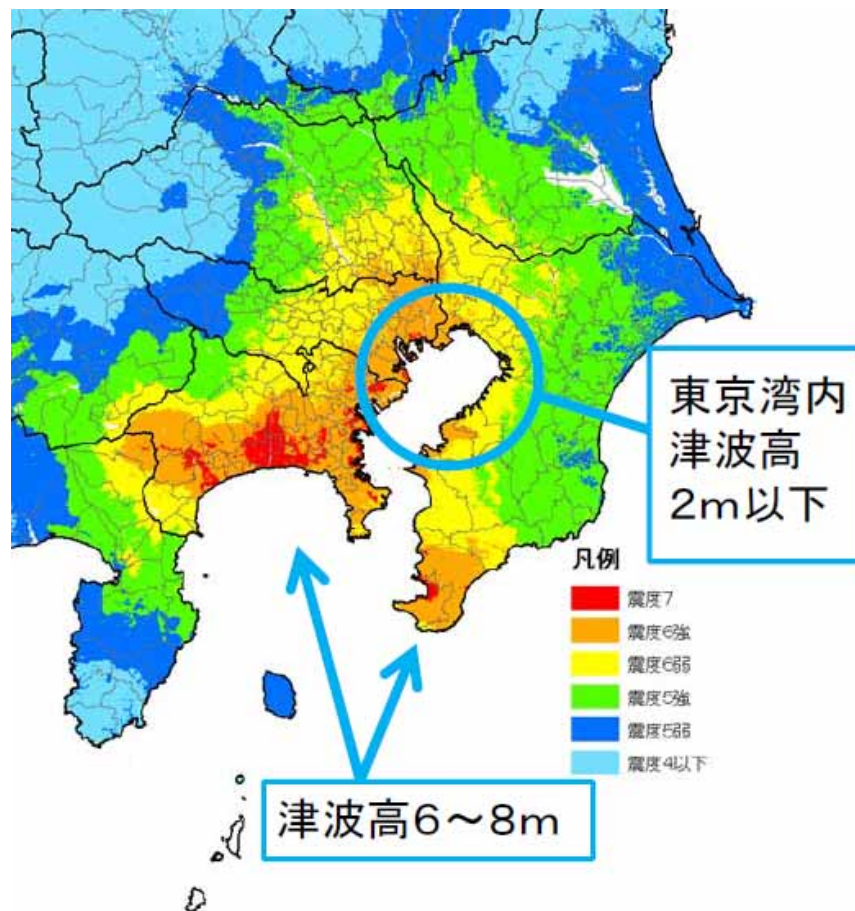 東京湾内
津波高
2m以下
凡例
震度7
震度6強
震度6弱
震度5強
震度5弱
震度4以下
津波高6～8m